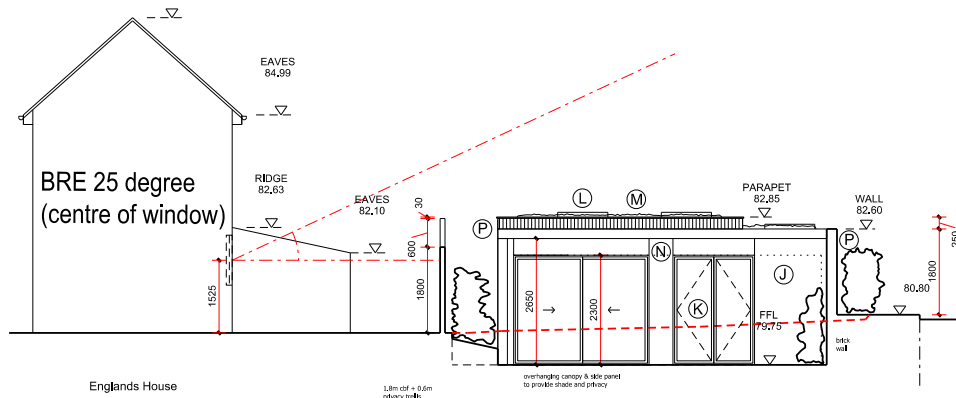 EAVES
84.99
BRE 25 degree
(centre of window)
RIDGE
82.63
EAVES
82.10
30
600
1800
1525
P
L
M
N
K
J
P
PARAPET
82.85
WALL
82.60
250
1800
80.80
2650
2300
FFL
79.75
brick
wall
Englands House
1.8m cbf + 0.6m
privacy trells
overhanging canopy & side panel
to provide shade and privacy